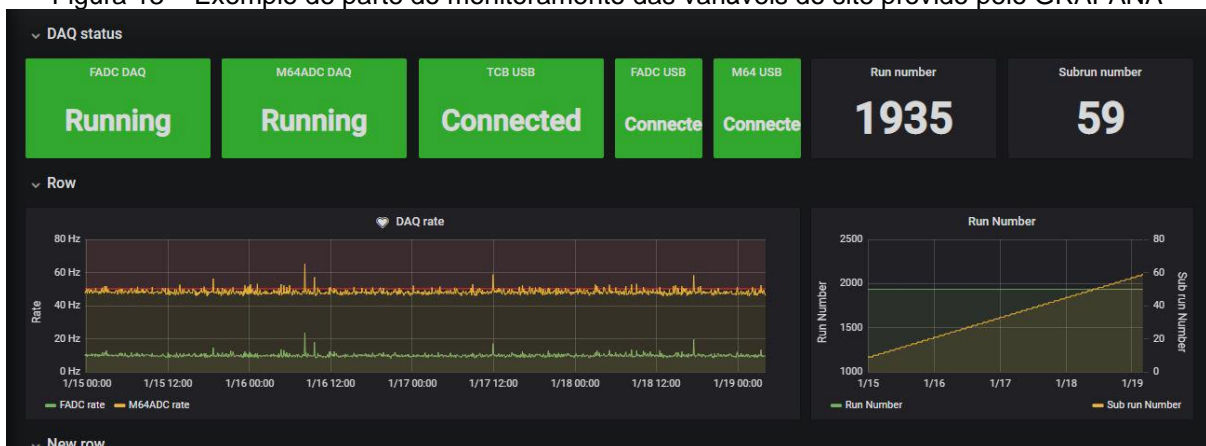 Figura 13 – Exemplo de parte do monitoramento das variáveis do site provido pelo GRAFANA
DAQ status
FADC DAQ
Running
M64ADC DAQ
Running
TCB USB
Connected
FADC USB
Connecte
M64 USB
Connecte
Run number
1935
Subrun number
59
Row
DAQ rate
80 Hz
60 Hz
40 Hz
20 Hz
0 Hz
Rate
1/15 00:00 1/15 12:00 1/16 00:00 1/16 12:00 1/17 00:00 1/17 12:00 1/18 00:00 1/18 12:00 1/19 00:00
FADC rate M64ADC rate
Run Number
2500
2000
1500
1000
Run Number
80
60
40
20
0
Sub run Number
1/15 1/16 1/17 1/18 1/19
Run Number Sub run Number
New row